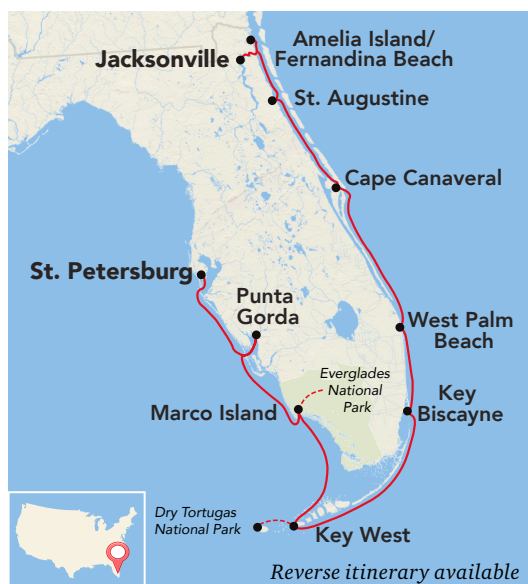 Amelia Island/
Fernandina Beach
Jacksonville
St. Augustine
Cape Canaveral
St. Petersburg
Punta
Gorda
West Palm
Beach
Everglades
National
Park
Key
Biscayne
Marco Island
Dry Tortugas
National Park
Key West
Reverse itinerary available